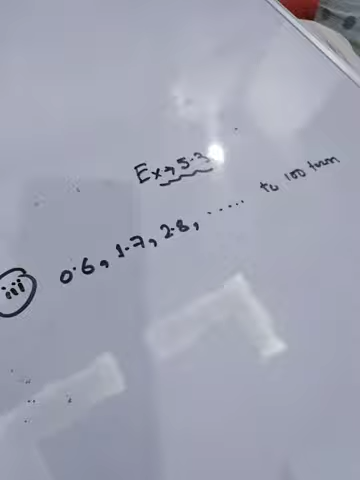 Ex → 5.3
iii 0.6, 1.7, 2.8, ...... to 100 term